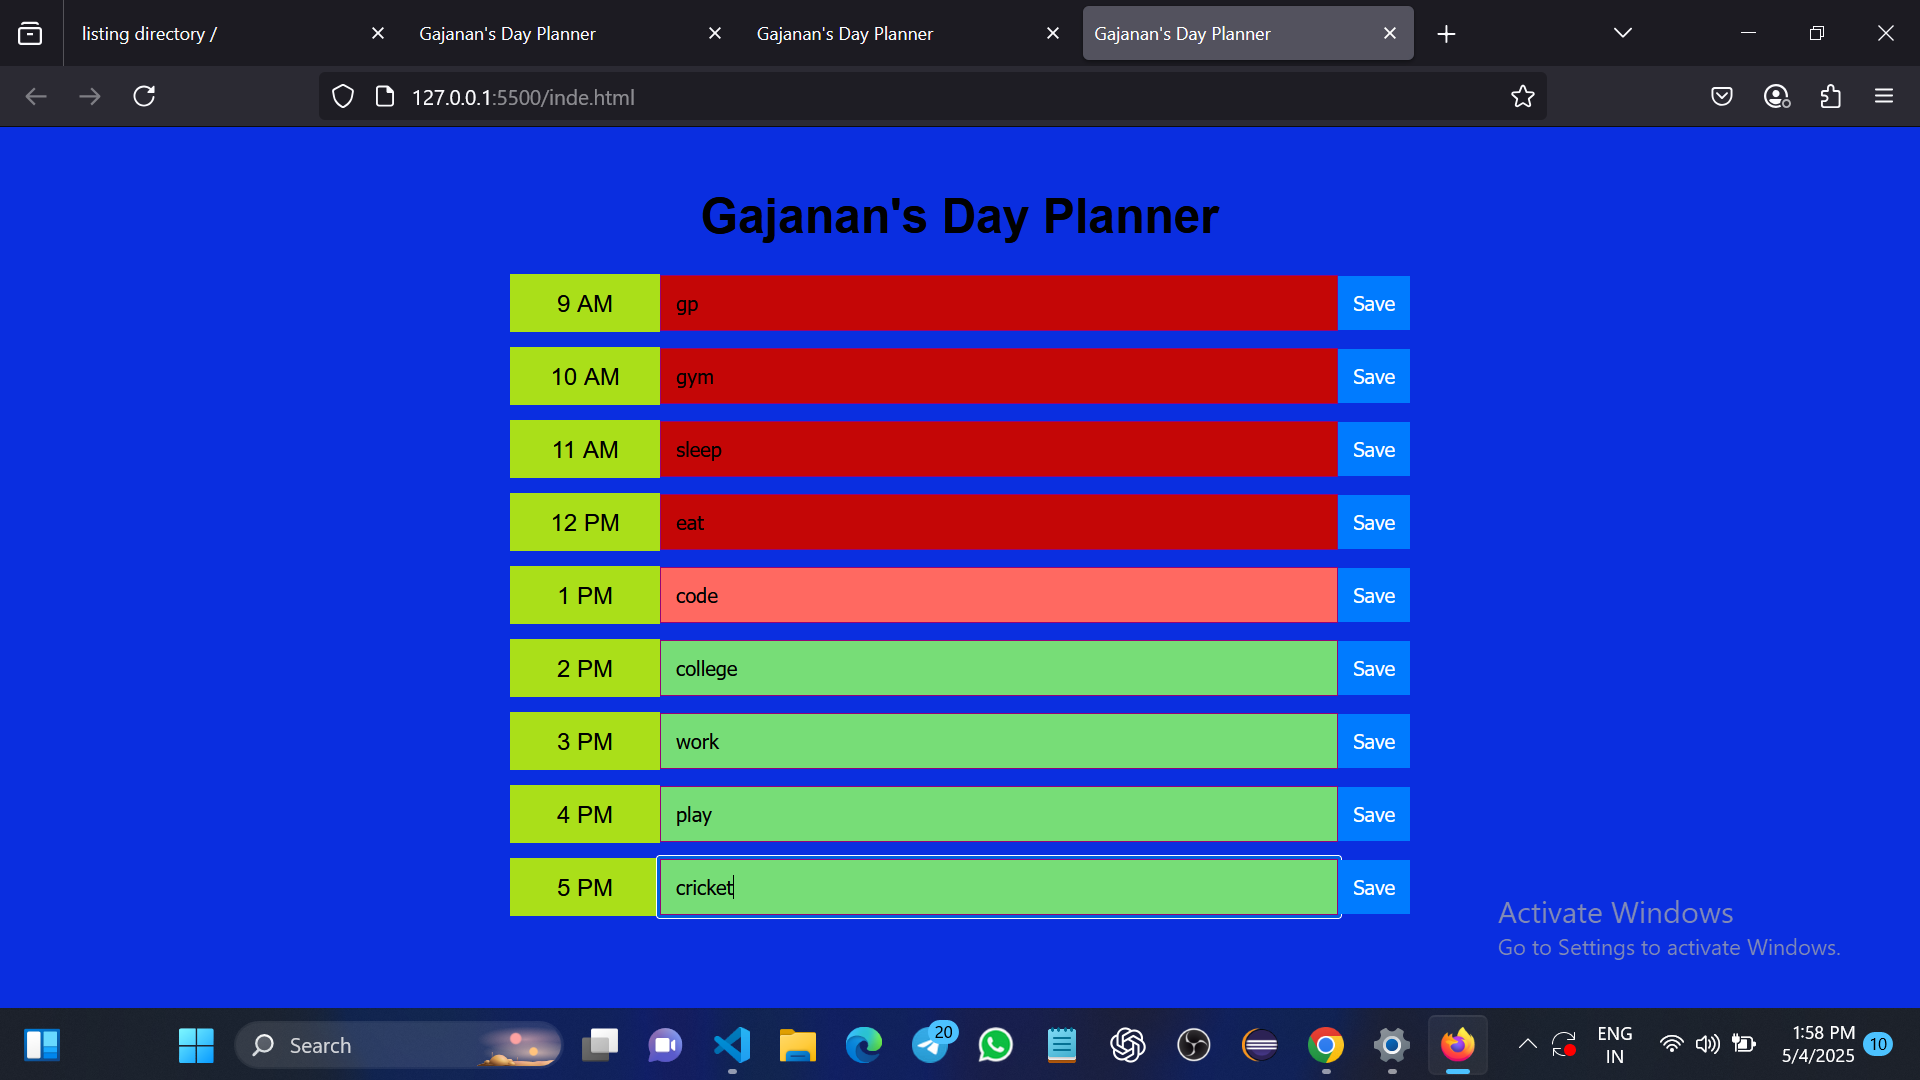 listing directory /
Gajanan's Day Planner
Gajanan's Day Planner
Gajanan's Day Planner
127.0.0.1:5500/inde.html
Gajanan's Day Planner
9 AM gp Save
10 AM gym Save
11 AM sleep Save
12 PM eat Save
1 PM code Save
2 PM college Save
3 PM work Save
4 PM play Save
5 PM cricket Save
Activate Windows
Go to Settings to activate Windows.
Search
20
ENG
IN
1:58 PM
5/4/2025
10